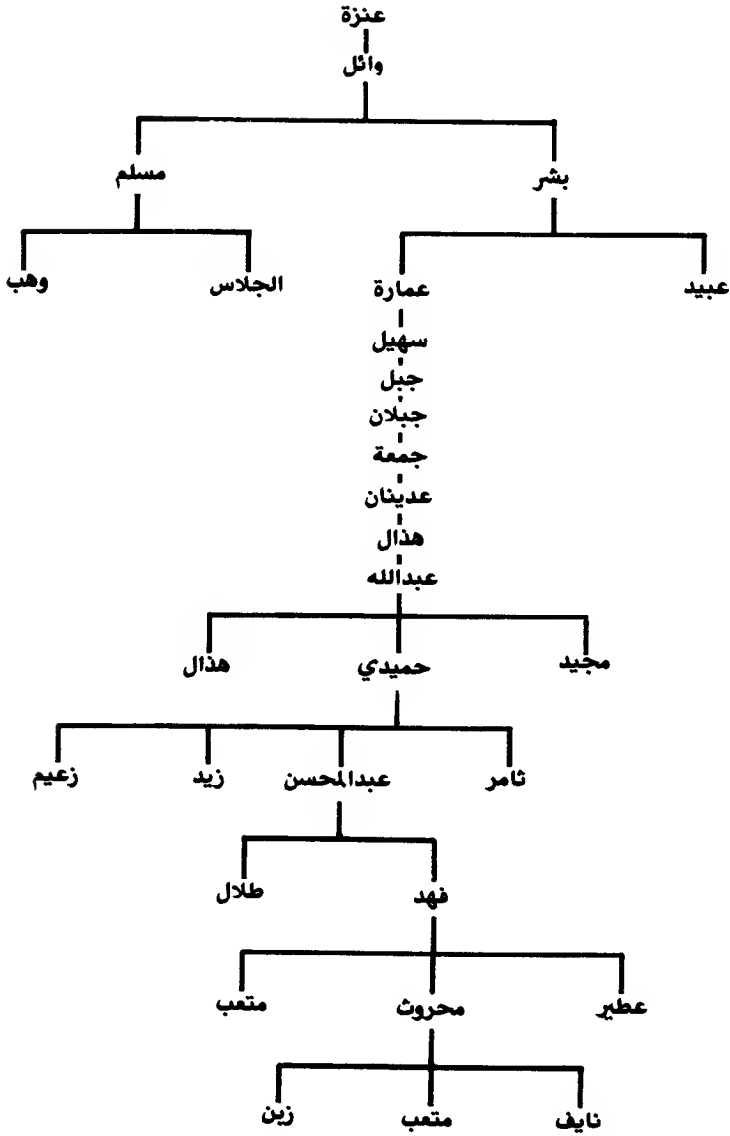 عنزة
وائل
بشر مسلم
عبيد عمارة الجلاس وهب
سهيل
جبل
جبلان
جمعة
عدينان
هذال
عبدالله
مجيد حميدي هذال
ثامر عبدالمحسن زيد زعيم
فهد طلال
عطير محروث متعب
نايف متعب زبن